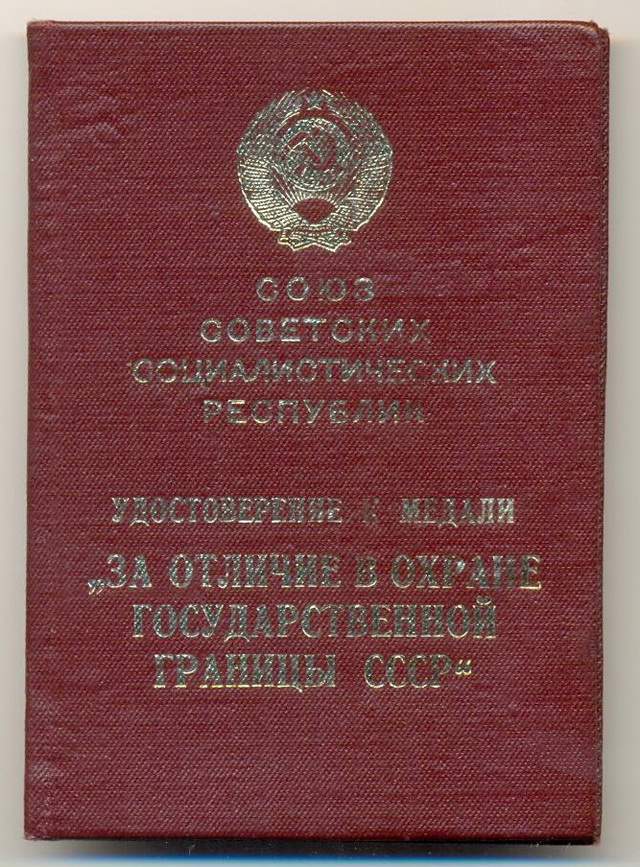 СОЮЗ
СОВЕТСКИХ
СОЦИАЛИСТИЧЕСКИХ
РЕСПУБЛИК
УДОСТОВЕРЕНИЕ К МЕДАЛИ
„ЗА ОТЛИЧИЕ В ОХРАНЕ
ГОСУДАРСТВЕННОЙ
ГРАНИЦЫ СССР“